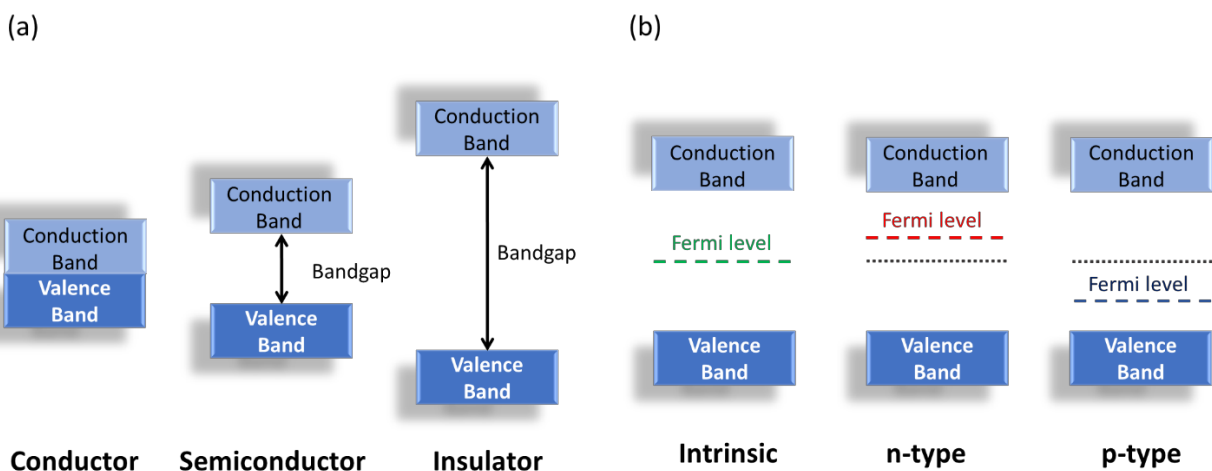 (a)
Conduction
Band
Valence
Band
Conductor
Conduction
Band
Bandgap
Valence
Band
Semiconductor
Conduction
Band
Bandgap
Valence
Band
Insulator
(b)
Conduction
Band
Fermi level
Valence
Band
Intrinsic
Conduction
Band
Fermi level
Valence
Band
n-type
Conduction
Band
Fermi level
Valence
Band
p-type